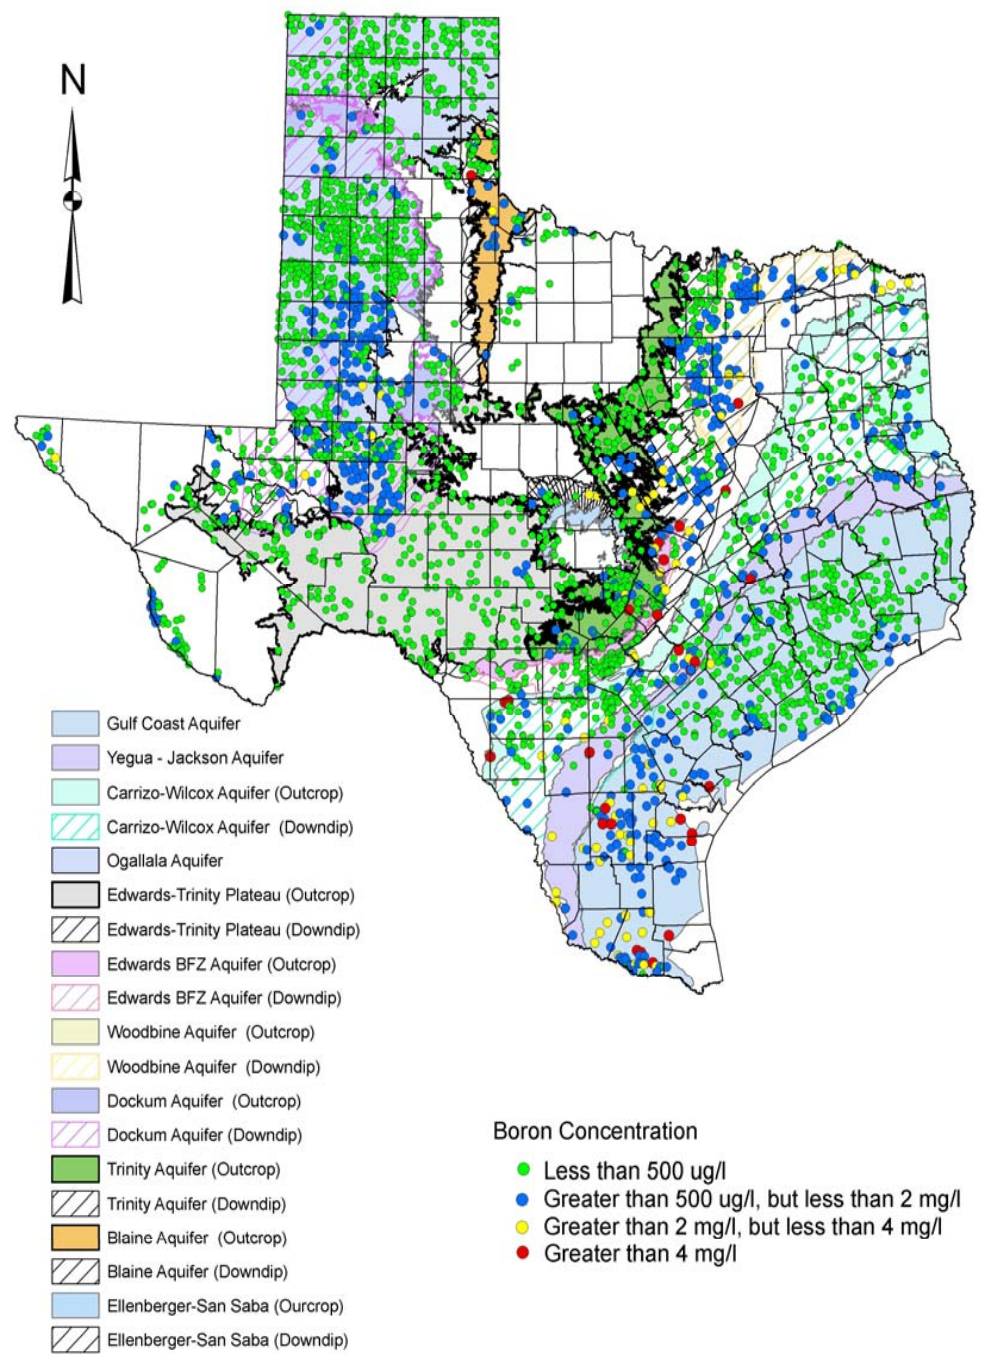 N
Gulf Coast Aquifer
Yegua - Jackson Aquifer
Carrizo-Wilcox Aquifer (Outcrop)
Carrizo-Wilcox Aquifer (Downdip)
Ogallala Aquifer
Edwards-Trinity Plateau (Outcrop)
Edwards-Trinity Plateau (Downdip)
Edwards BFZ Aquifer (Outcrop)
Edwards BFZ Aquifer (Downdip)
Woodbine Aquifer (Outcrop)
Woodbine Aquifer (Downdip)
Dockum Aquifer (Outcrop)
Dockum Aquifer (Downdip)
Trinity Aquifer (Outcrop)
Trinity Aquifer (Downdip)
Blaine Aquifer (Outcrop)
Blaine Aquifer (Downdip)
Ellenberger-San Saba (Ourcrop)
Ellenberger-San Saba (Downdip)
Boron Concentration
Less than 500 ug/l
Greater than 500 ug/l, but less than 2 mg/l
Greater than 2 mg/l, but less than 4 mg/l
Greater than 4 mg/l